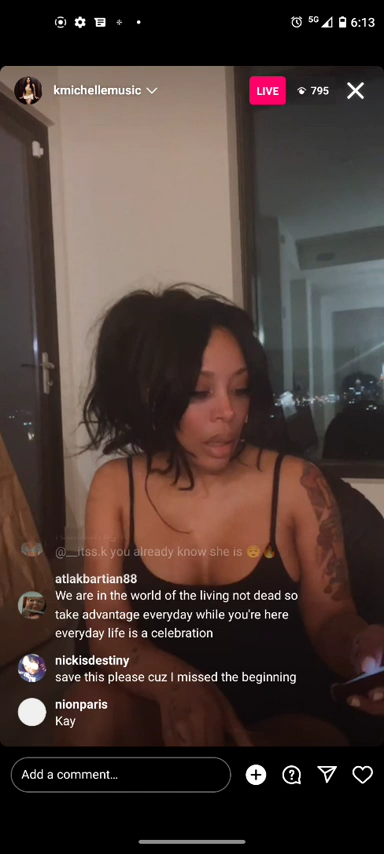 5G 6:13
kmichellemusic LIVE 795
@__itss.k you already know she is 😮‍💨🔥
atlakbartian88
We are in the world of the living not dead so
take advantage everyday while you're here
everyday life is a celebration
nickisdestiny
save this please cuz I missed the beginning
nionparis
Kay
Add a comment...